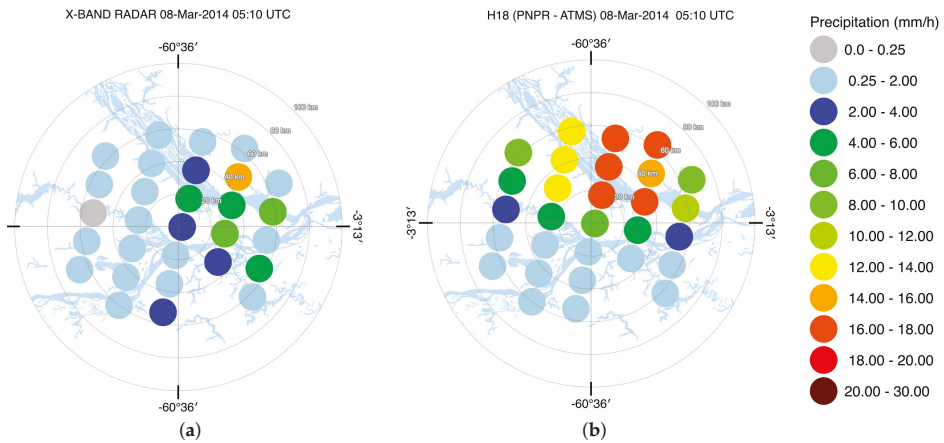 X-BAND RADAR 08-Mar-2014 05:10 UTC
-60°36′
100 km
80 km
60 km
40 km
20 km
-3°13′
-60°36′
(a)
H18 (PNPR - ATMS) 08-Mar-2014 05:10 UTC
-60°36′
100 km
80 km
60 km
40 km
20 km
-3°13′
-3°13′
-60°36′
(b)
Precipitation (mm/h)
0.0 - 0.25
0.25 - 2.00
2.00 - 4.00
4.00 - 6.00
6.00 - 8.00
8.00 - 10.00
10.00 - 12.00
12.00 - 14.00
14.00 - 16.00
16.00 - 18.00
18.00 - 20.00
20.00 - 30.00